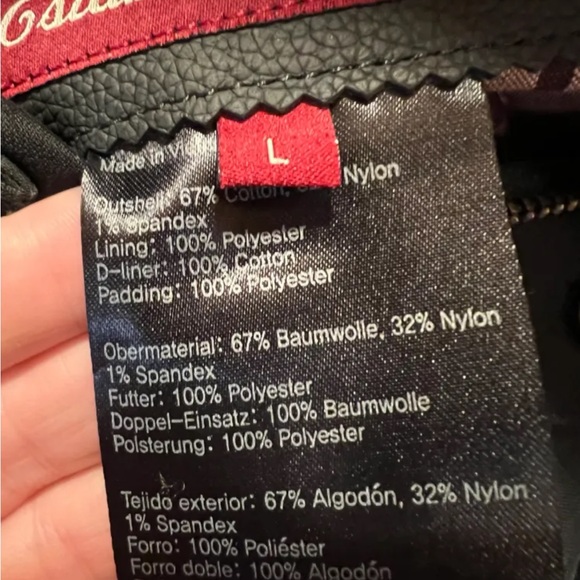 Made in
L
Outshell: 67% Cotton, Nylon
1% Spandex
Lining: 100% Polyester
D-liner: 100% Cotton
Padding: 100% Polyester
Obermaterial: 67% Baumwolle, 32% Nylon
1% Spandex
Futter: 100% Polyester
Doppel-Einsatz: 100% Baumwolle
Polsterung: 100% Polyester
Tejido exterior: 67% Algodón, 32% Nylon
1% Spandex
Forro: 100% Poliéster
Forro doble: 100% Algodón